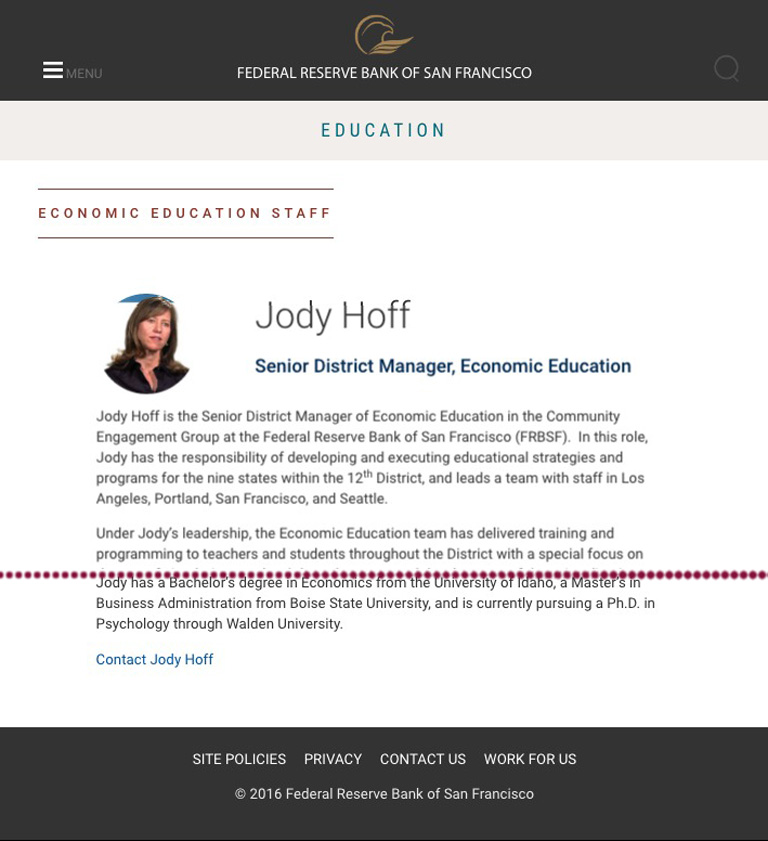 MENU
FEDERAL RESERVE BANK OF SAN FRANCISCO
EDUCATION
ECONOMIC EDUCATION STAFF
Jody Hoff
Senior District Manager, Economic Education
Jody Hoff is the Senior District Manager of Economic Education in the Community
Engagement Group at the Federal Reserve Bank of San Francisco (FRBSF). In this role,
Jody has the responsibility of developing and executing educational strategies and
programs for the nine states within the 12th District, and leads a team with staff in Los
Angeles, Portland, San Francisco, and Seattle.
Under Jody's leadership, the Economic Education team has delivered training and
programming to teachers and students throughout the District with a special focus on
Jody has a Bachelor's degree in Economics from the University of Idaho, a Master's in
Business Administration from Boise State University, and is currently pursuing a Ph.D. in
Psychology through Walden University.
Contact Jody Hoff
SITE POLICIES PRIVACY CONTACT US WORK FOR US
© 2016 Federal Reserve Bank of San Francisco